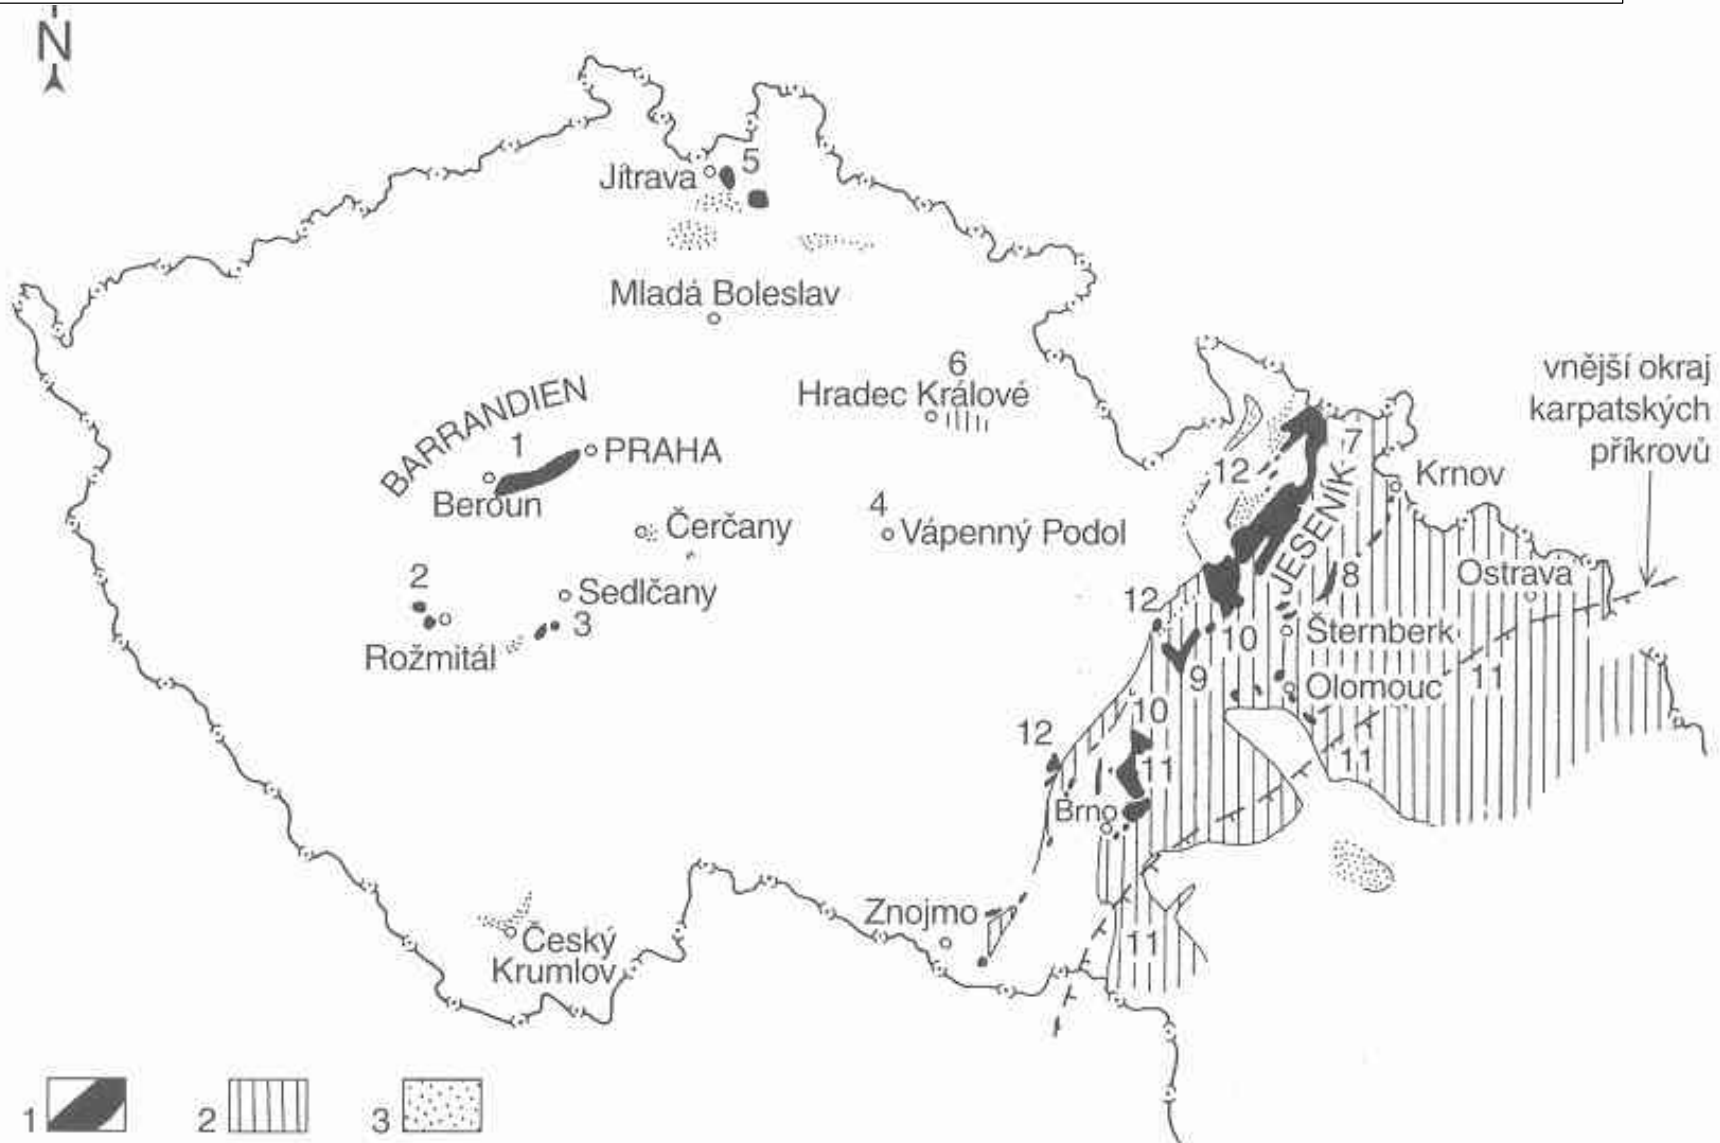 N
Jítrava
5
Mladá Boleslav
6
Hradec Králové
vnější okraj
karpatských
příkrovů
BARRANDIEN
1
PRAHA
Beroun
4
Čerčany
Vápenný Podol
12
7
JESENÍK
Krnov
2
Sedlčany
3
Rožmitál
8
Ostrava
12
10
Šternberk
9
11
Olomouc
10
12
11
11
Brno
Znojmo
11
Český
Krumlov
1
2
3